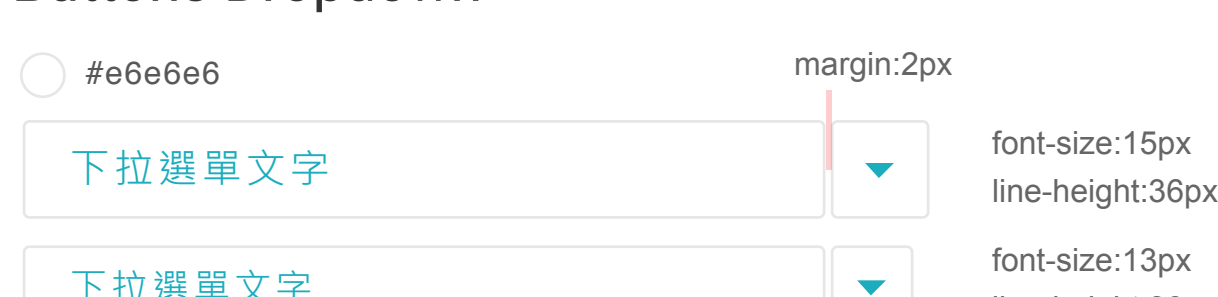 #e6e6e6
margin:2px
下拉選單文字
font-size:15px
line-height:36px
下拉選單文字
font-size:13px